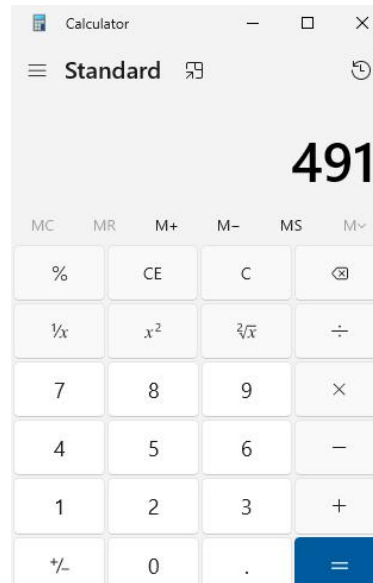 Calculator
Standard
491
MC MR M+ M− MS M
% CE C
¹/x x² ²√x ÷
7 8 9 ×
4 5 6 −
1 2 3 +
+/− 0 . =